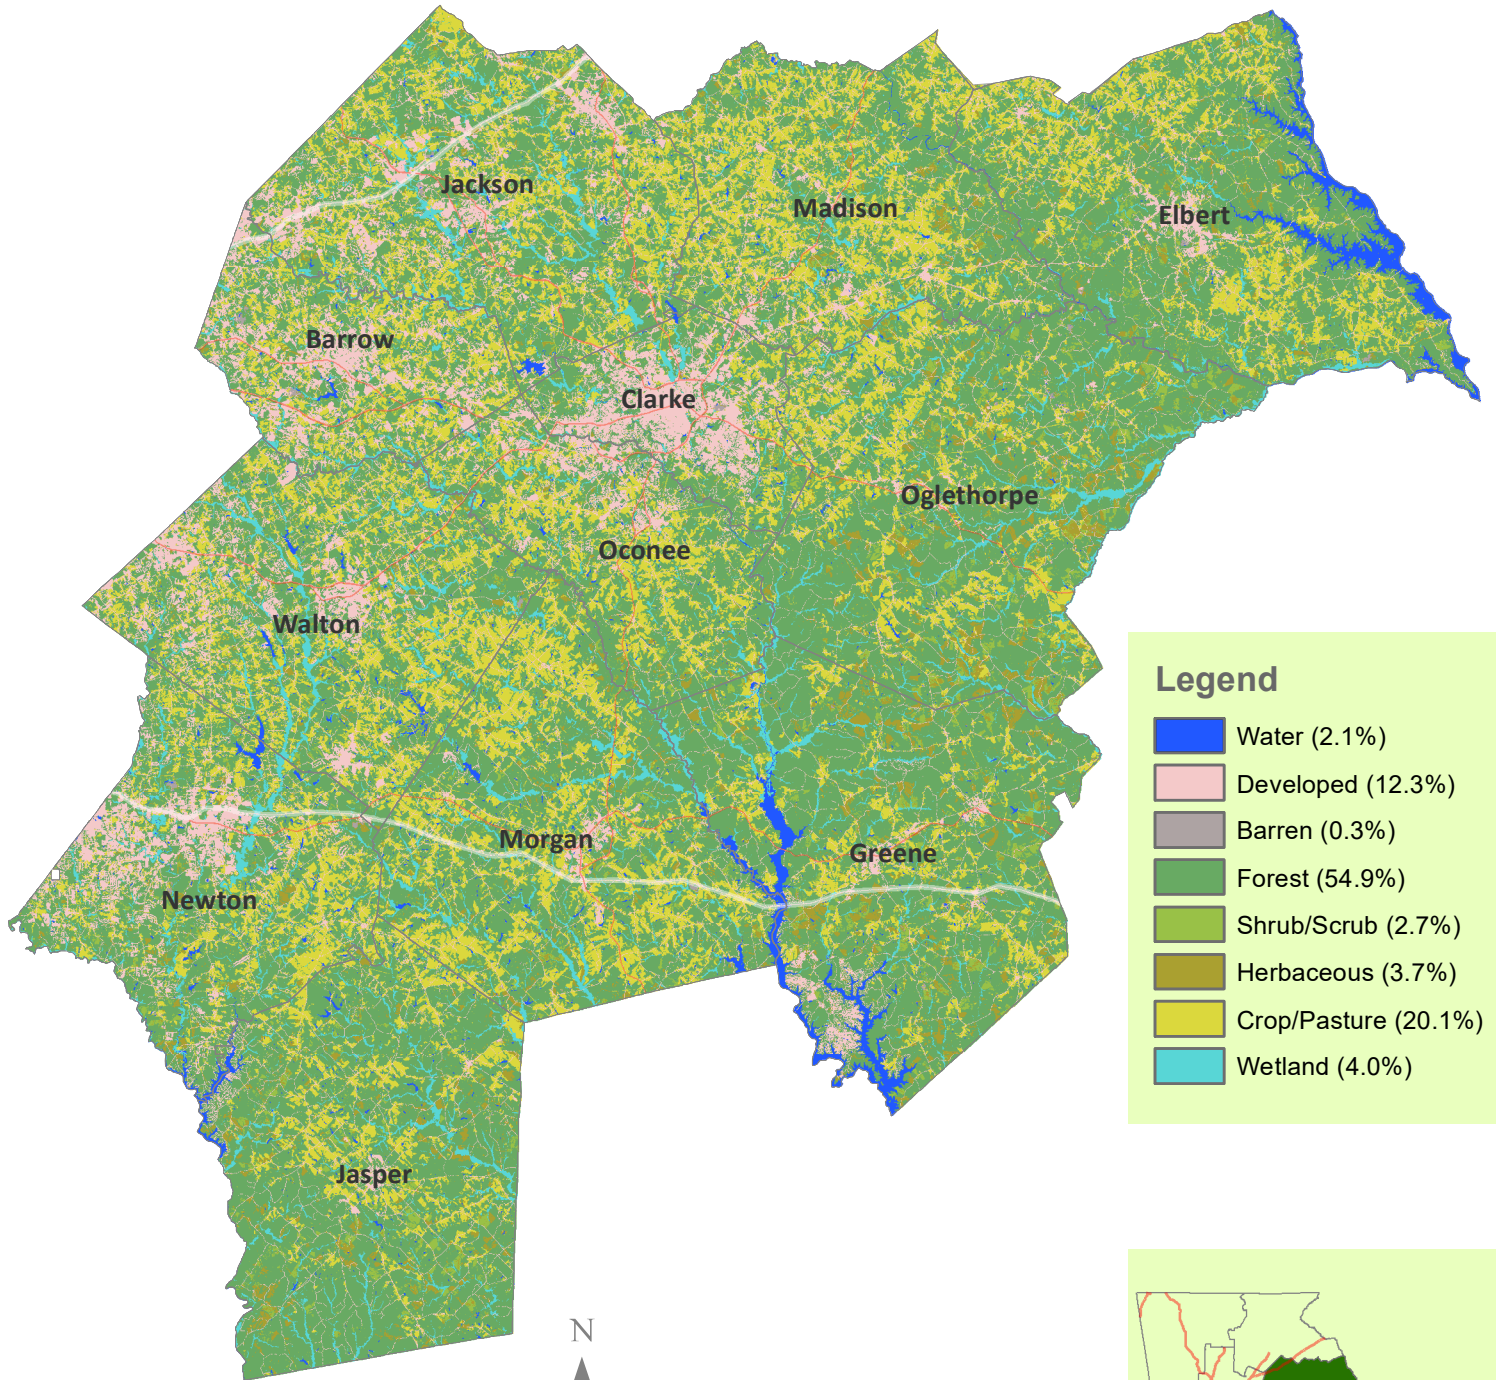 Jackson
Madison
Elbert
Barrow
Clarke
Oglethorpe
Oconee
Walton
Morgan
Greene
Newton
Jasper
Legend
Water (2.1%)
Developed (12.3%)
Barren (0.3%)
Forest (54.9%)
Shrub/Scrub (2.7%)
Herbaceous (3.7%)
Crop/Pasture (20.1%)
Wetland (4.0%)
N